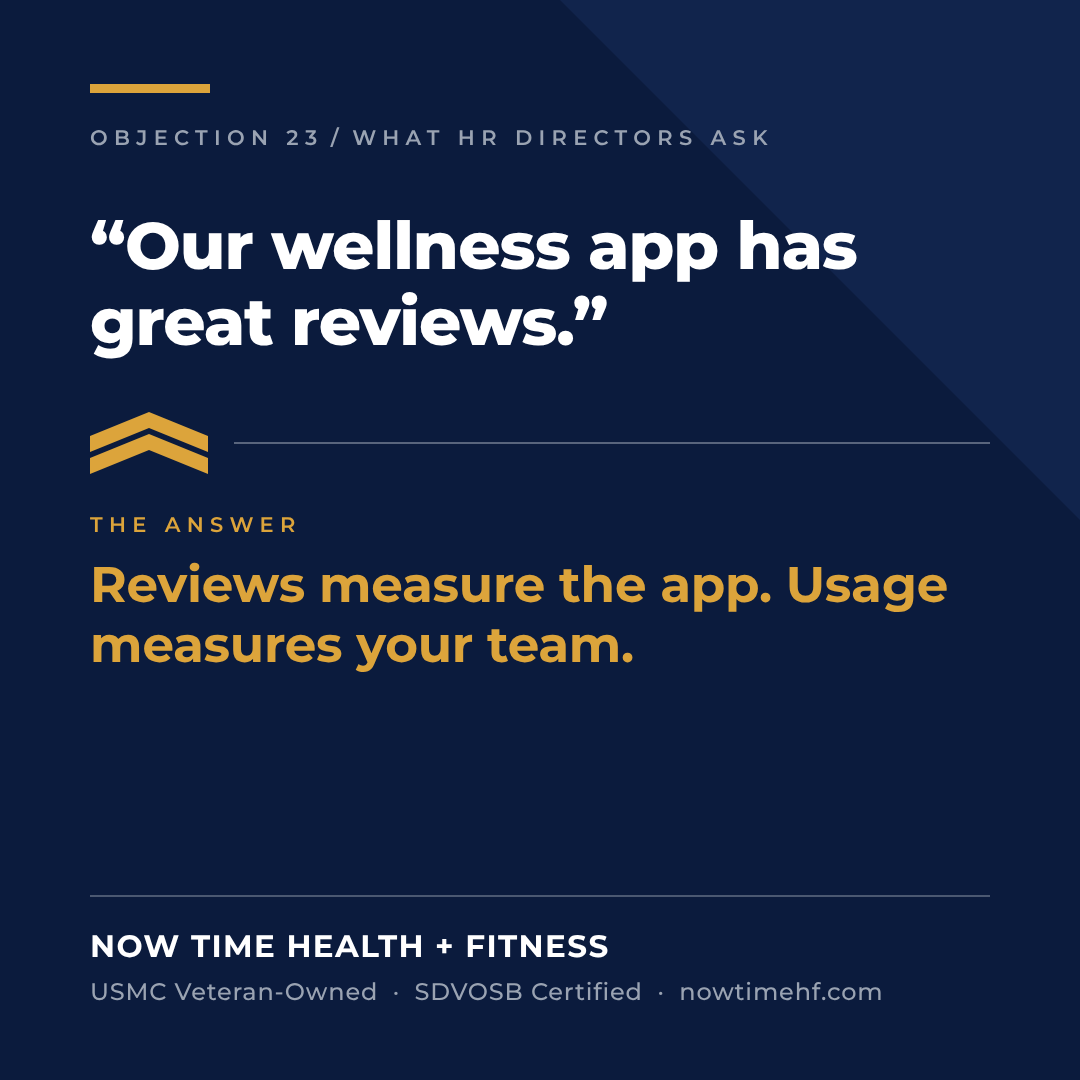 OBJECTION 23 / WHAT HR DIRECTORS ASK
“Our wellness app has
great reviews.”
THE ANSWER
Reviews measure the app. Usage
measures your team.
NOW TIME HEALTH + FITNESS
USMC Veteran-Owned · SDVOSB Certified · nowtimehf.com